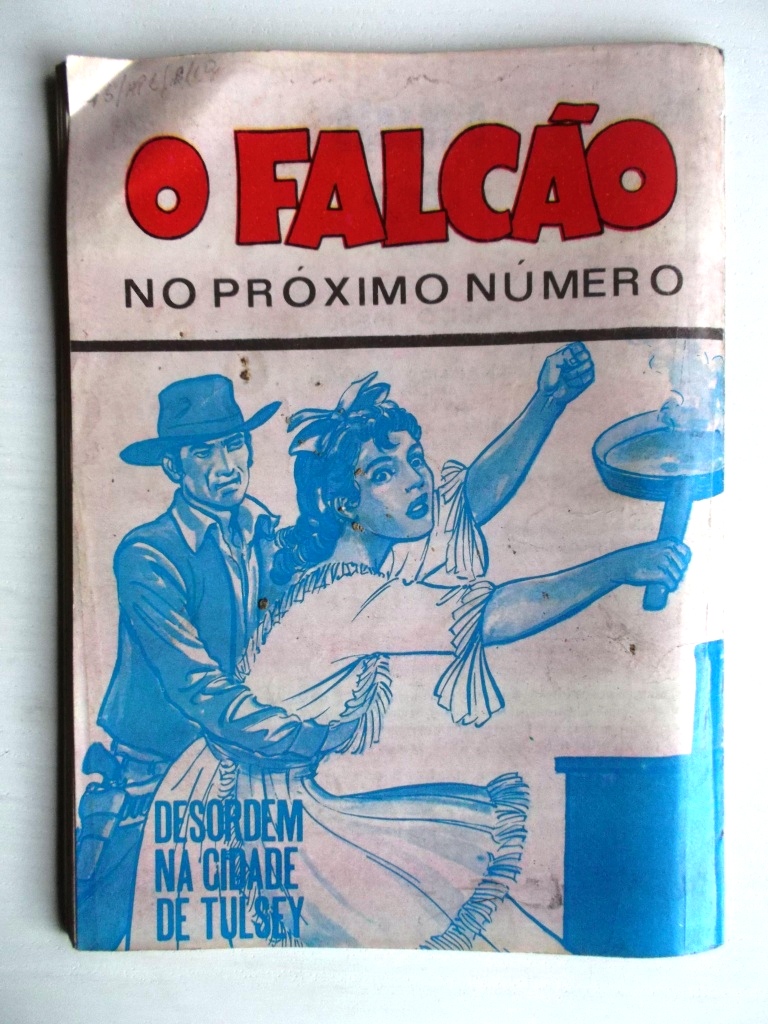 O FALCÃO
NO PRÓXIMO NÚMERO
DESORDEM
NA CIDADE
DE TULSEY